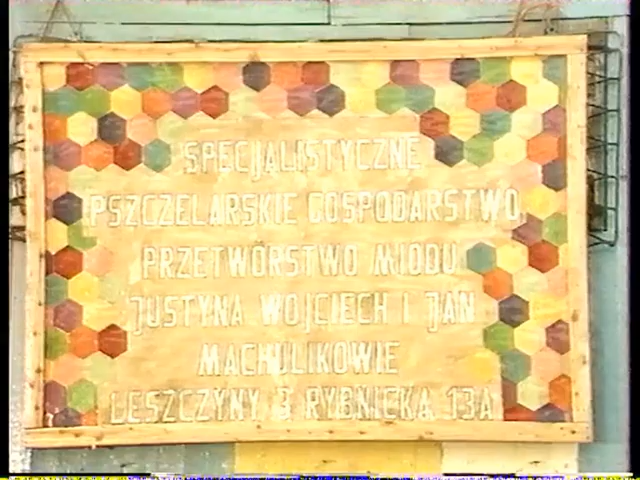 SPECJALISTYCZNE
PSZCZELARSKIE GOSPODARSTWO
PRZETWÓRSTWO MIODU
JUSTYNA WOJCIECH I JAN
MACHULIKOWIE
LESZCZYNY 3 RYBNICKA 13A